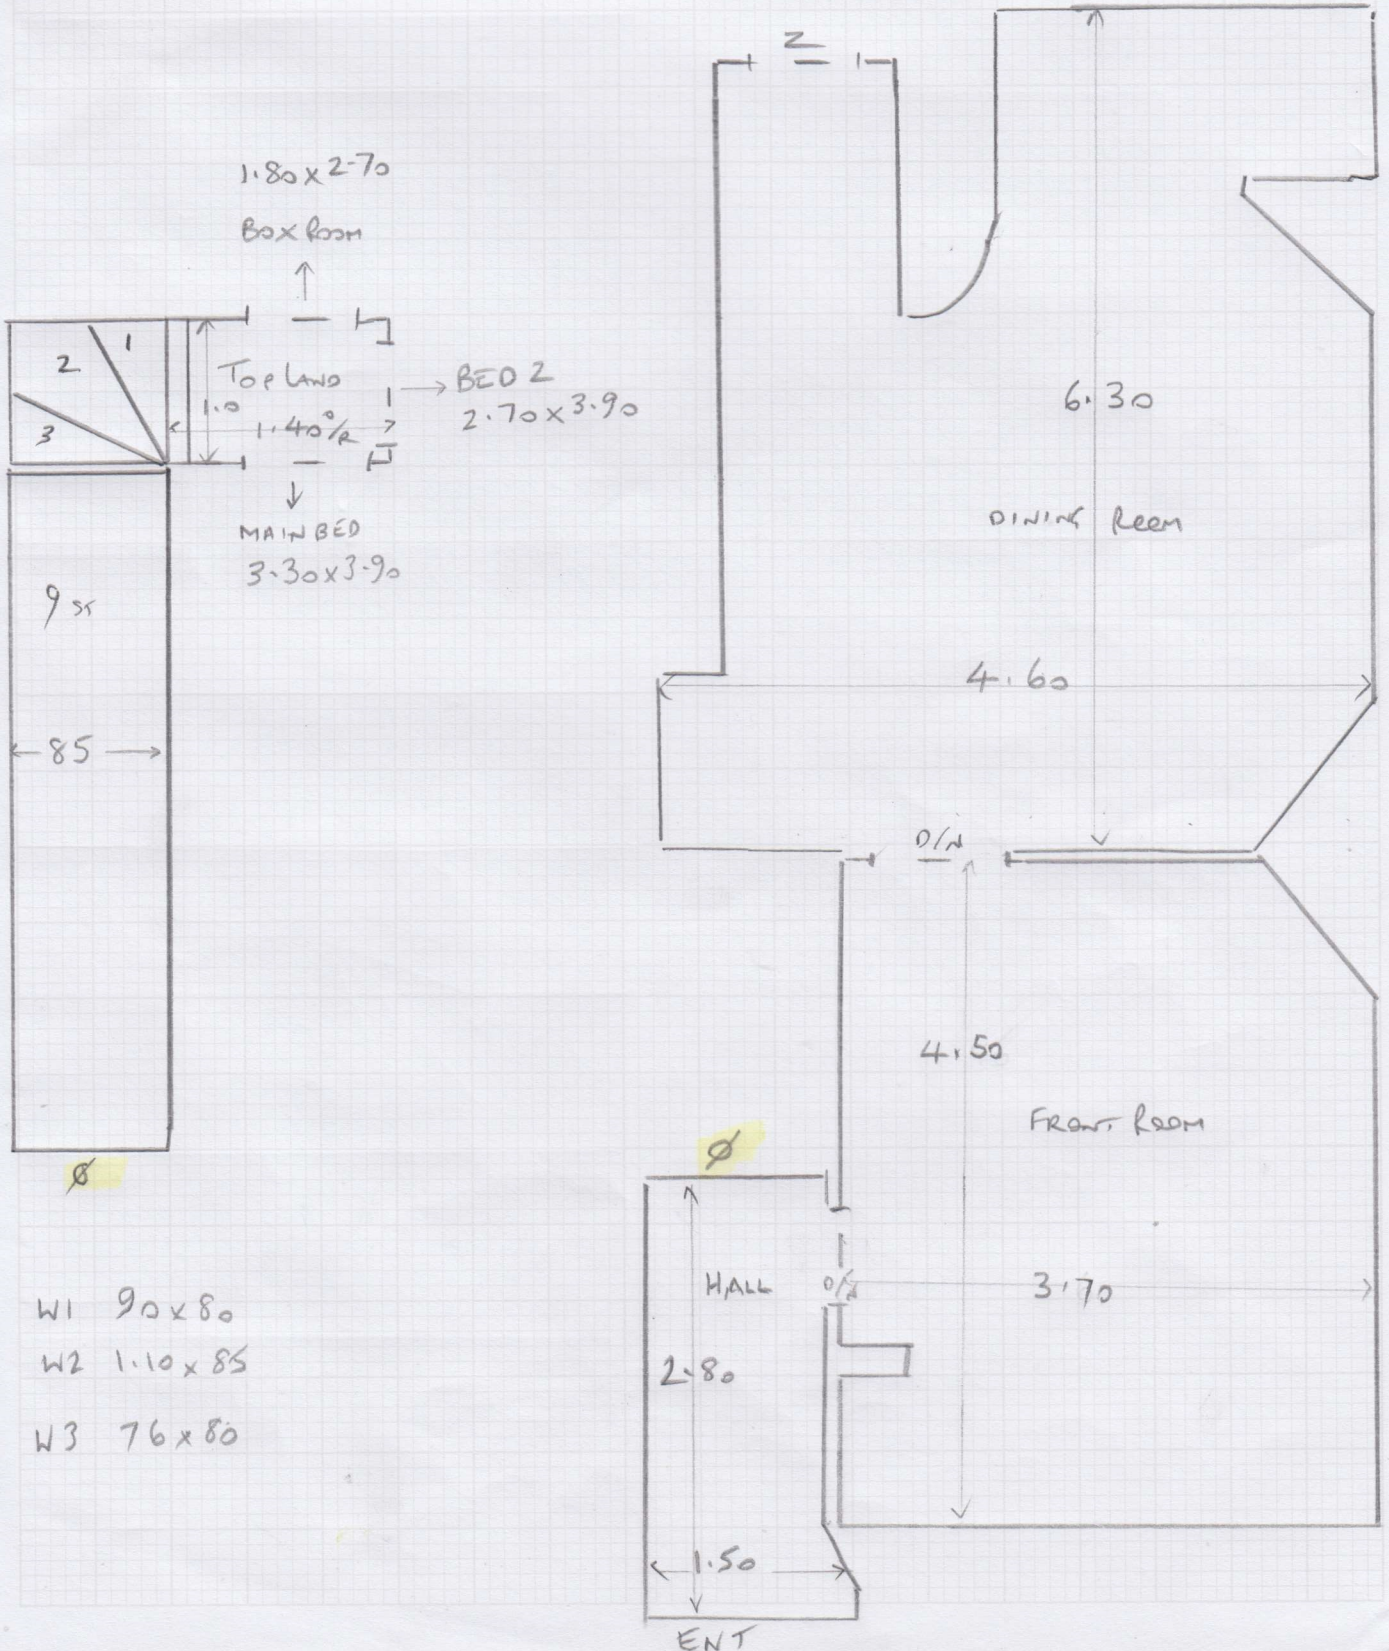 Z
1.80 x 2.70
BOX ROOM
1
2
3
TOP LAND
1.0
1.40 o/R
BED 2
2.70 x 3.90
MAIN BED
3.30 x 3.90
9 ST
85
Ø
6.30
DINING ROOM
4.60
D/N
4.50
FRONT ROOM
Ø
HALL
3.70
2.80
1.50
ENT
W1 90 x 80
W2 1.10 x 85
W3 76 x 80